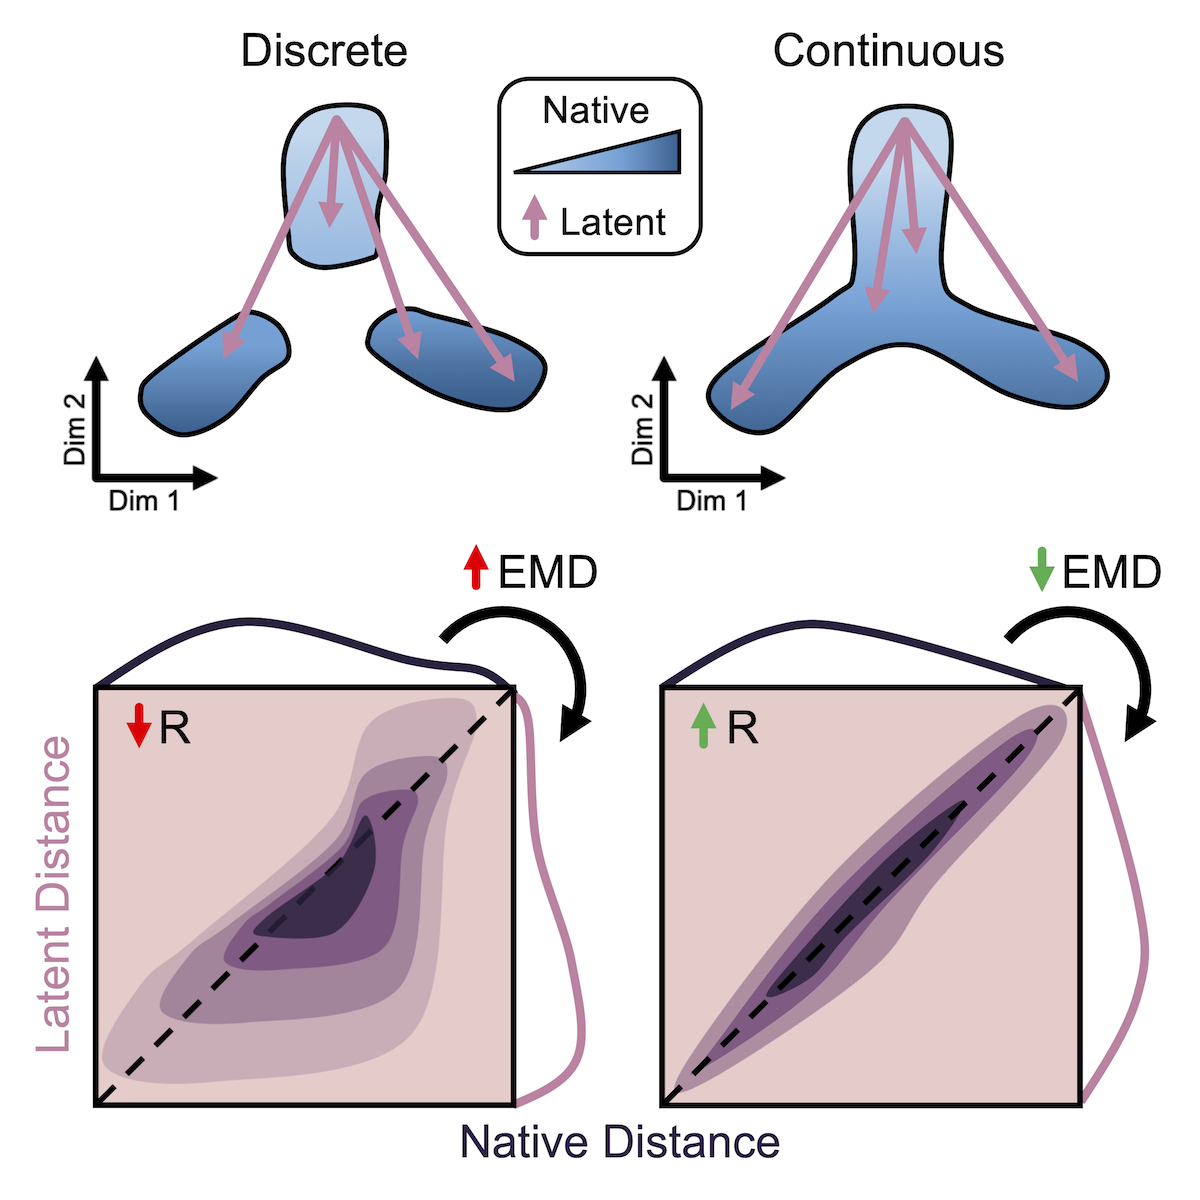 Discrete
Continuous
Native
Latent
Dim 2
Dim 1
Dim 2
Dim 1
EMD
EMD
R
R
Latent Distance
Native Distance